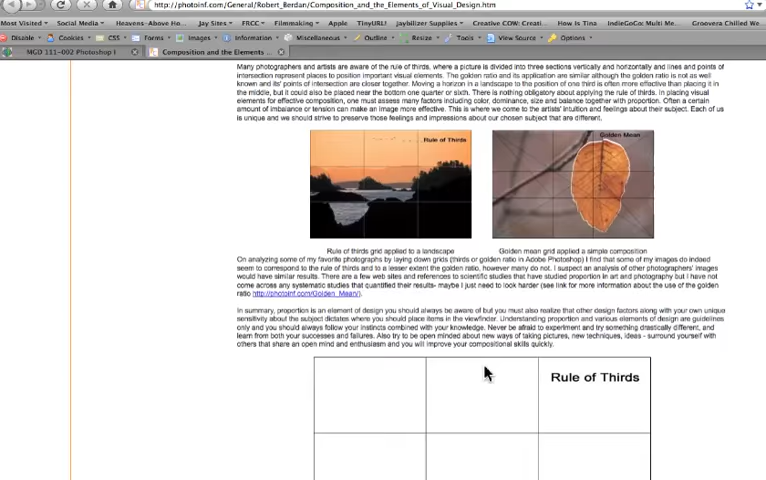 http://photoinf.com/General/Robert_Berdan/Composition_and_the_Elements_of_Visual_Design.htm
Most Visited Social Media Heavens-Above Ho... Jay Sites FRCC Filmmaking Apple TinyURL! Jaybilizer Supplies Creative COW: Creati... How Is Tina IndieGoGo: Mult Me... Groovera Chilled We
Disable Cookies CSS Forms Images Information Miscellaneous Outline Resize Tools View Source Options
MGD 111-002 Photoshop I Composition and the Elements ...
Many photographers and artists are aware of the rule of thirds, where a picture is divided into three sections vertically and horizontally and lines and points of
intersection represent places to position important visual elements. The golden ratio and its application are similar although the golden ratio is not as well
known and its' points of intersection are closer together. Moving a horizon in a landscape to the position of one third is often more effective than placing it in
the middle, but it could also be placed near the bottom one quarter or sixth. There is nothing obligatory about applying the rule of thirds. In placing visual
elements for effective composition, one must assess many factors including color, dominance, size and balance together with proportion. Often a certain
amount of imbalance or tension can make an image more effective. This is where we come to the artists' intuition and feelings about their subject. Each of us
is unique and we should strive to preserve those feelings and impressions about our chosen subject that are different.
Rule of Thirds
Golden Mean
Rule of thirds grid applied to a landscape
Golden mean grid applied a simple composition
On analyzing some of my favorite photographs by laying down grids (thirds or golden ratio in Adobe Photoshop) I find that some of my images do indeed
seem to correspond to the rule of thirds and to a lesser extent the golden ratio, however many do not. I suspect an analysis of other photographers' images
would have similar results. There are a few web sites and references to scientific studies that have studied proportion in art and photography but I have not
come across any systematic studies that quantified their results- maybe I just need to look harder (see link for more information about the use of the golden
ratio http://photoinf.com/Golden_Mean/).
In summary, proportion is an element of design you should always be aware of but you must also realize that other design factors along with your own unique
sensitivity about the subject dictates where you should place items in the viewfinder. Understanding proportion and various elements of design are guidelines
only and you should always follow your instincts combined with your knowledge. Never be afraid to experiment and try something drastically different, and
learn from both your successes and failures. Also try to be open minded about new ways of taking pictures, new techniques, ideas - surround yourself with
others that share an open mind and enthusiasm and you will improve your compositional skills quickly.
Rule of Thirds